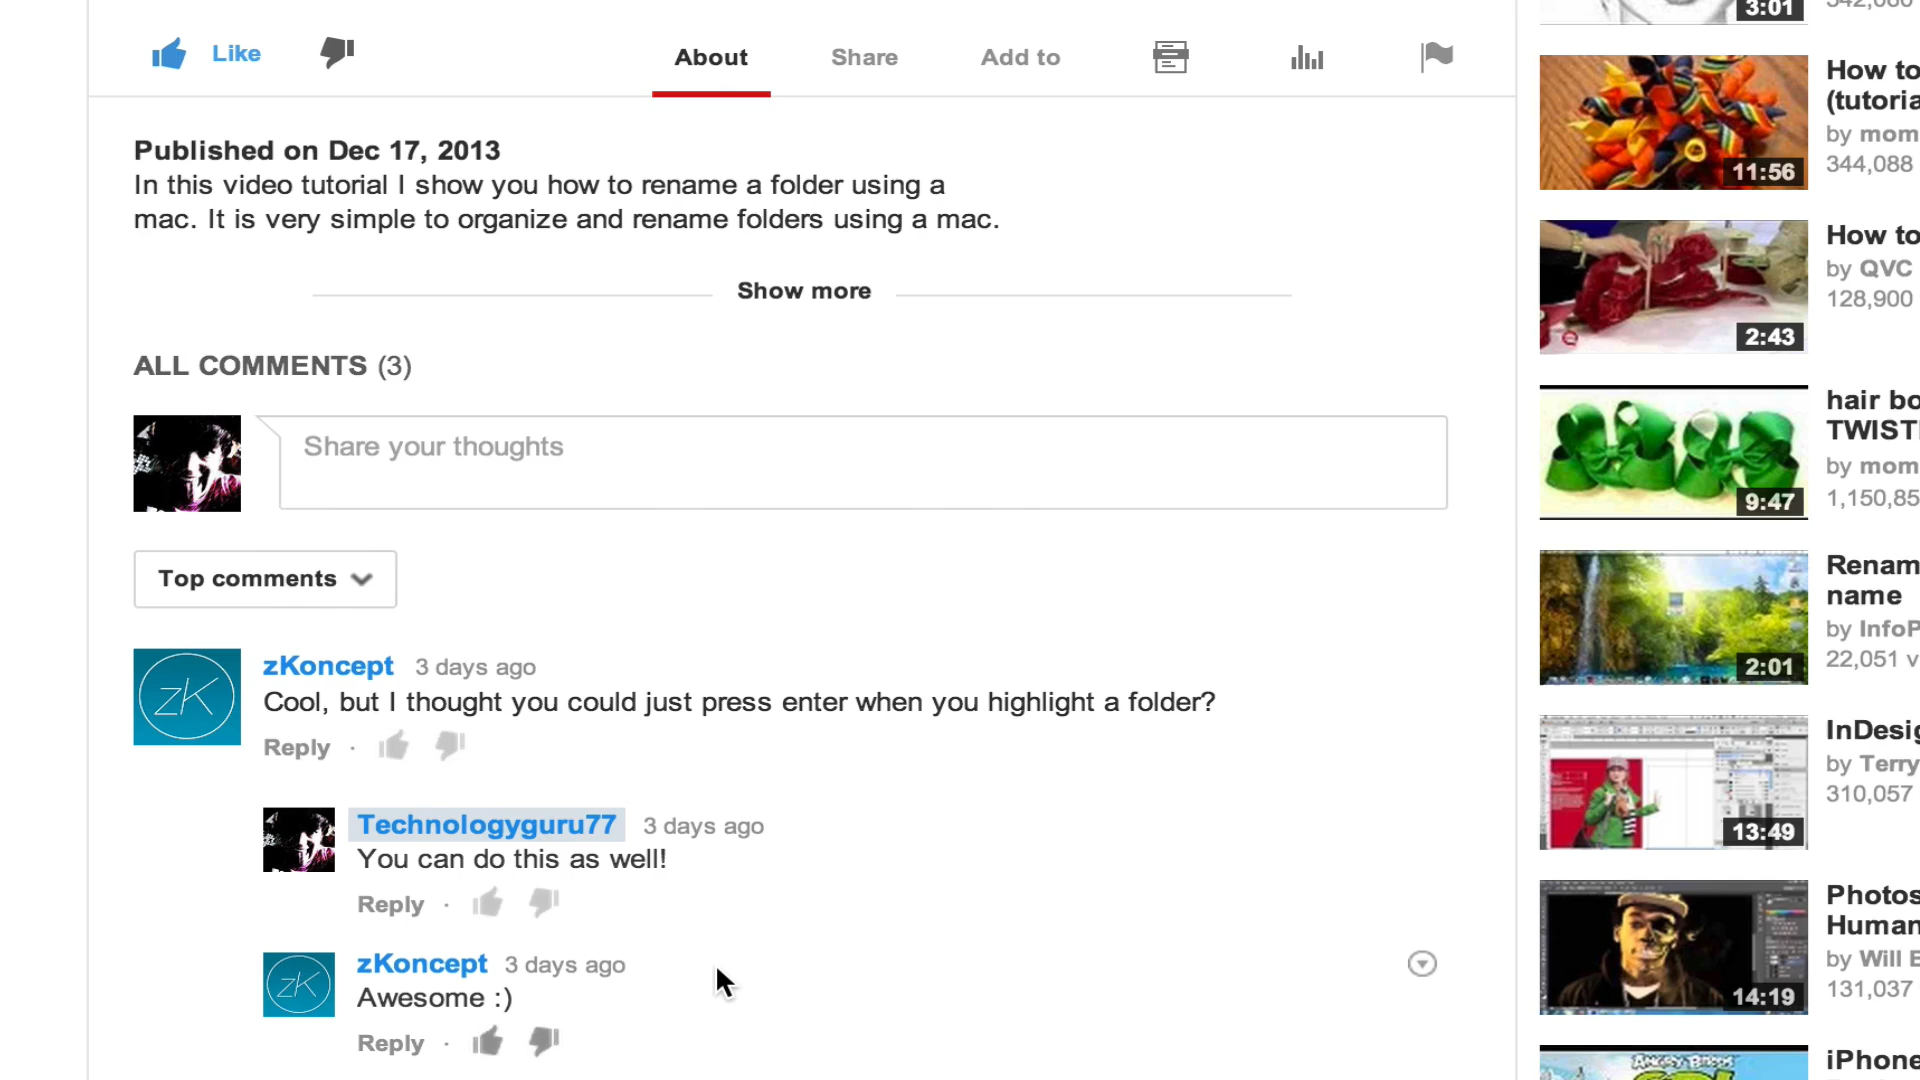 Like
About
Share
Add to
Published on Dec 17, 2013
In this video tutorial I show you how to rename a folder using a
mac. It is very simple to organize and rename folders using a mac.
Show more
ALL COMMENTS (3)
Share your thoughts
Top comments
zK
zKoncept 3 days ago
Cool, but I thought you could just press enter when you highlight a folder?
Reply
Technologyguru77 3 days ago
You can do this as well!
Reply
zK
zKoncept 3 days ago
Awesome :)
Reply
3:01
11:56
How to
(tutoria
by mom
344,088
2:43
How to
by QVC
128,900
9:47
hair bo
TWIST
by mom
1,150,85
2:01
Renam
name
by InfoP
22,051 v
13:49
InDesig
by Terry
310,057
14:19
Photos
Human
by Will B
131,037
ANGRY BIRDS
iPhone